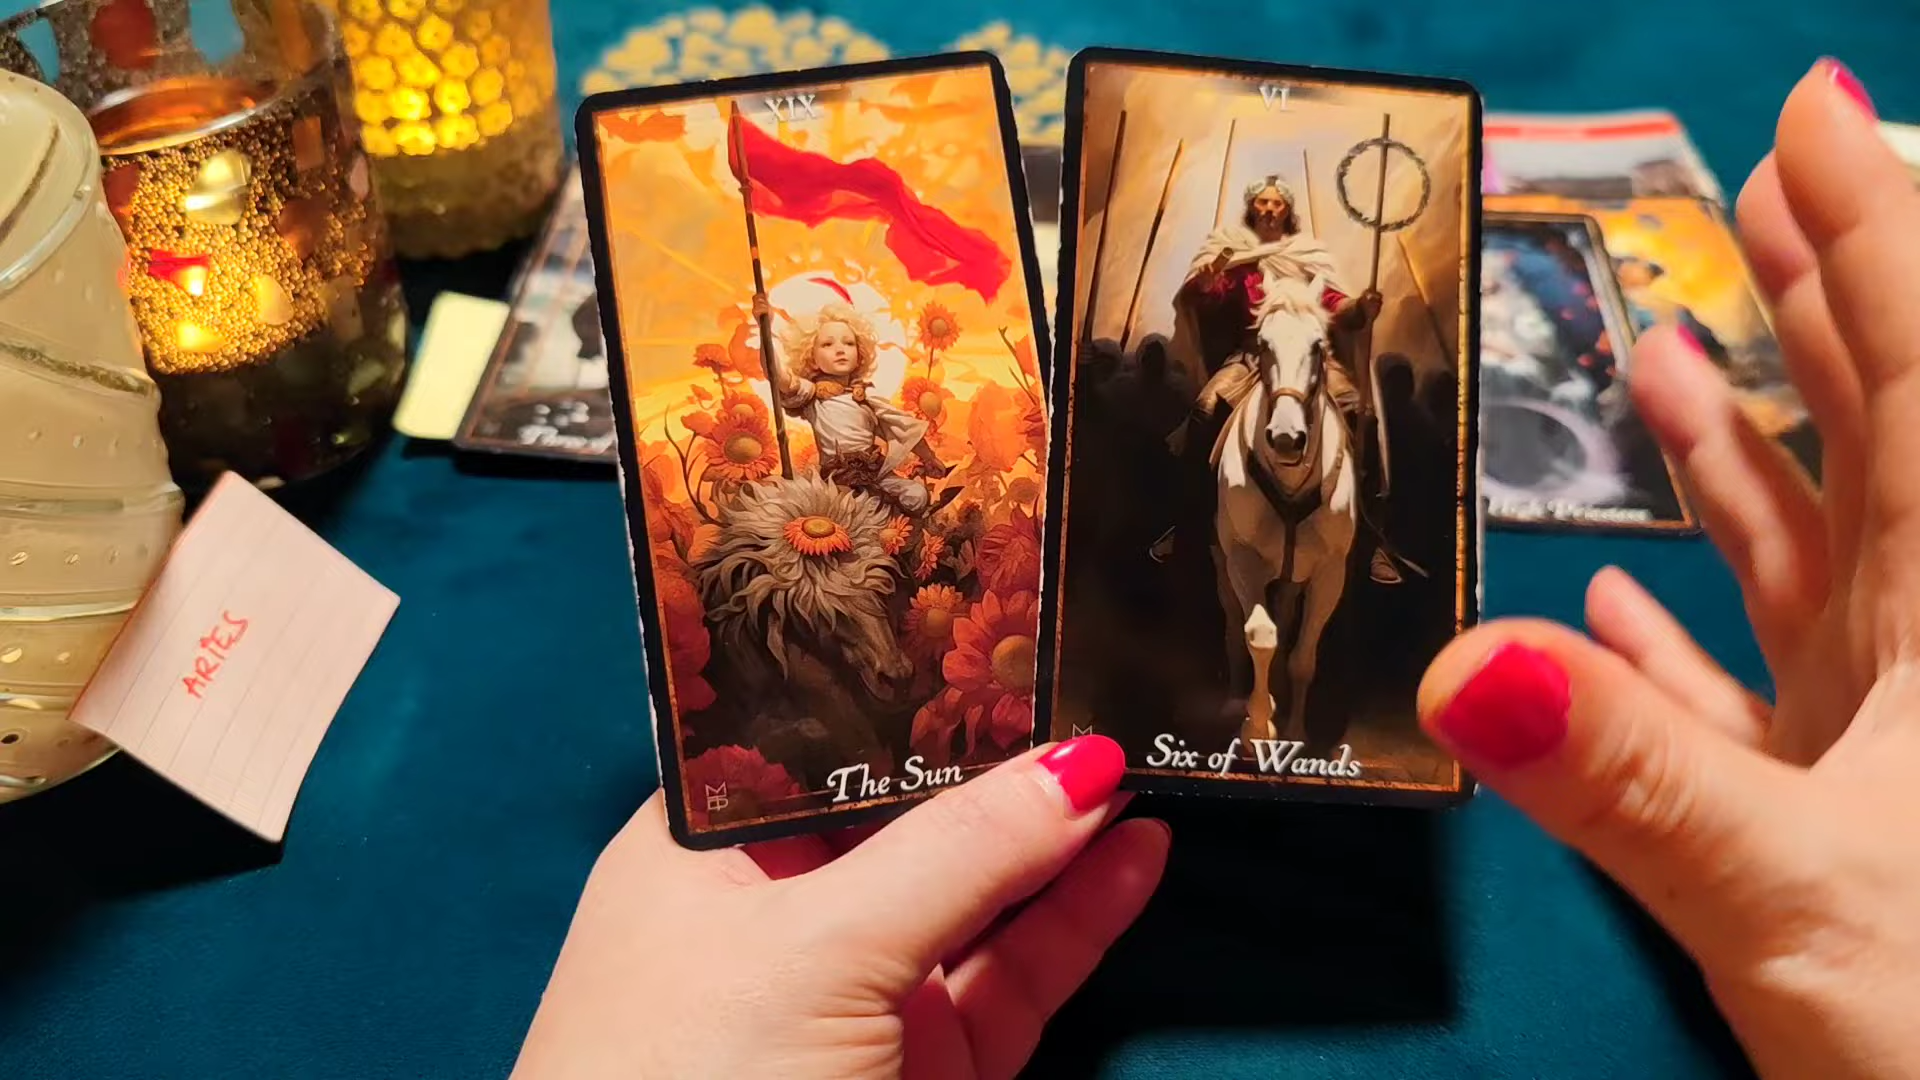 XIX
VI
ARIES
The Sun
Six of Wands
High Priestess